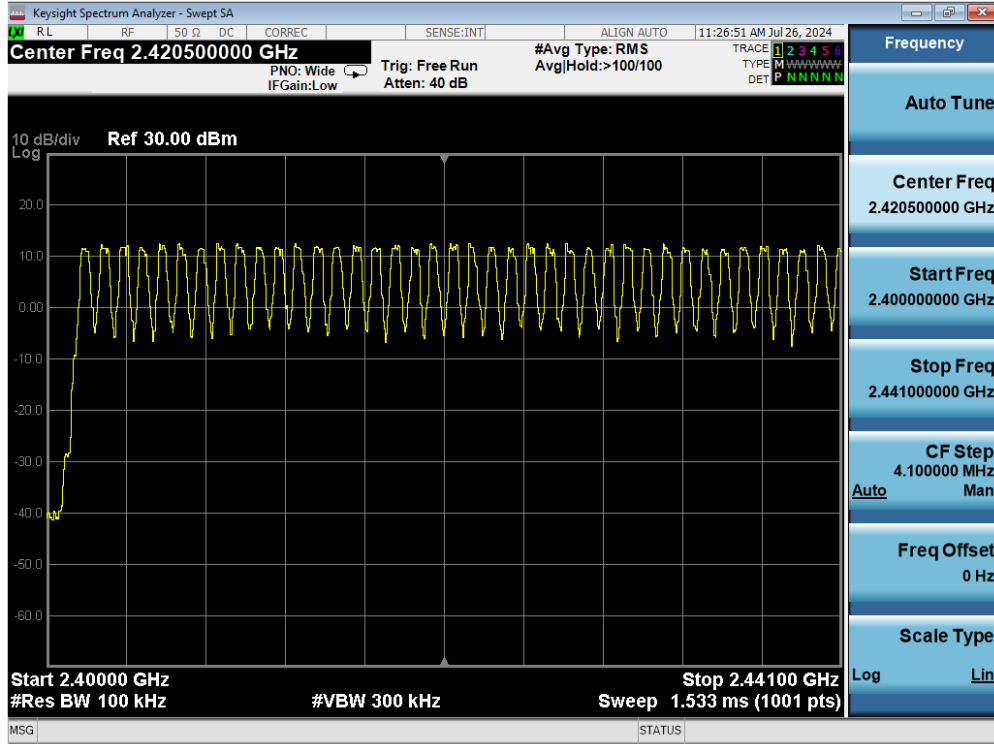 Keysight Spectrum Analyzer - Swept SA
LXI RL RF 50 Ω DC CORREC SENSE:INT ALIGN AUTO 11:26:51 AM Jul 26, 2024
Center Freq 2.420500000 GHz
PNO: Wide
IFGain:Low
Trig: Free Run
Atten: 40 dB
#Avg Type: RMS
Avg|Hold:>100/100
TRACE 1 2 3 4 5 6
TYPE M WWWWW
DET P N N N N N
10 dB/div Ref 30.00 dBm
Log
20.0
10.0
0.00
-10.0
-20.0
-30.0
-40.0
-50.0
-60.0
Start 2.40000 GHz Stop 2.44100 GHz
#Res BW 100 kHz #VBW 300 kHz Sweep 1.533 ms (1001 pts)
MSG STATUS
Frequency
Auto Tune
Center Freq
2.420500000 GHz
Start Freq
2.400000000 GHz
Stop Freq
2.441000000 GHz
CF Step
4.100000 MHz
Auto Man
Freq Offset
0 Hz
Scale Type
Log Lin